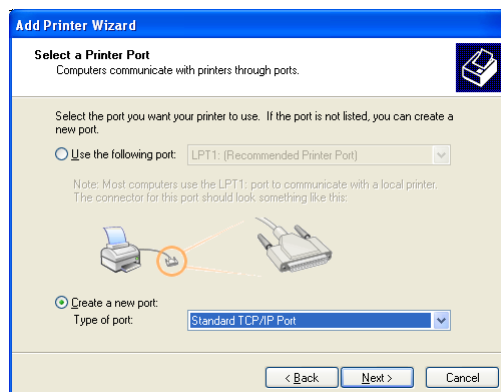 Add Printer Wizard
Select a Printer Port
Computers communicate with printers through ports.
Select the port you want your printer to use. If the port is not listed, you can create a
new port.
Use the following port: LPT1: (Recommended Printer Port)
Note: Most computers use the LPT1: port to communicate with a local printer.
The connector for this port should look something like this:
Create a new port:
Type of port: Standard TCP/IP Port
< Back Next > Cancel